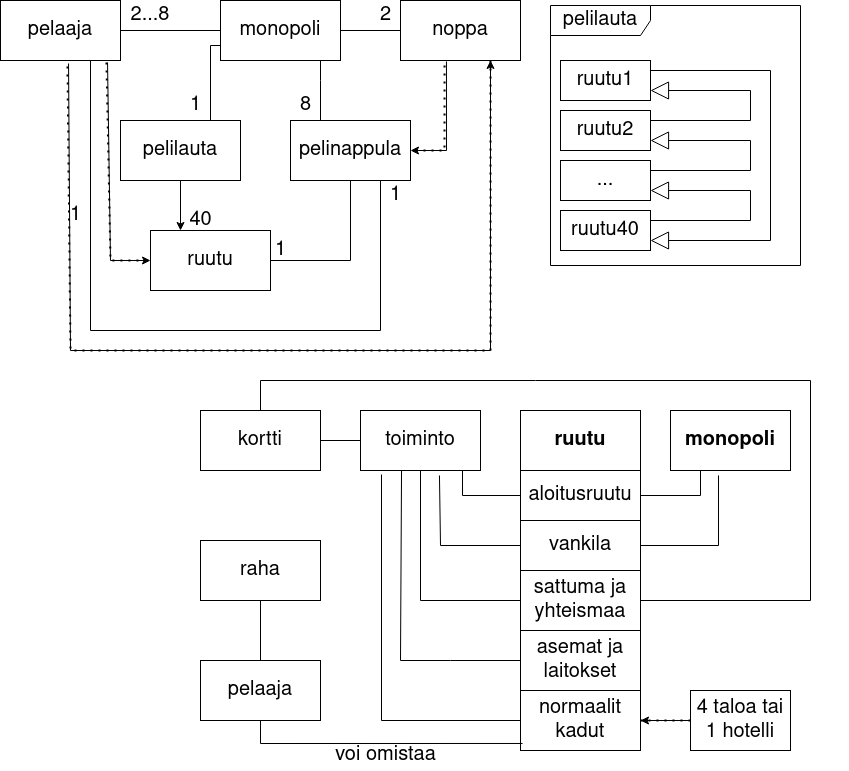 pelaaja
2...8
monopoli
2
noppa
pelilauta
ruutu1
ruutu2
...
ruutu40
1
8
pelilauta
pelinappula
1
1
40
ruutu
1
kortti
toiminto
ruutu
monopoli
aloitusruutu
vankila
raha
sattuma ja
yhteismaa
asemat ja
laitokset
pelaaja
normaalit
kadut
4 taloa tai
1 hotelli
voi omistaa